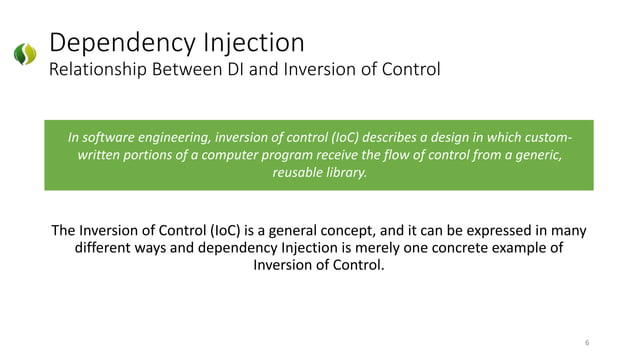 Dependency Injection
Relationship Between DI and Inversion of Control
In software engineering, inversion of control (IoC) describes a design in which custom-
written portions of a computer program receive the flow of control from a generic,
reusable library.
The Inversion of Control (IoC) is a general concept, and it can be expressed in many
different ways and dependency Injection is merely one concrete example of
Inversion of Control.
6